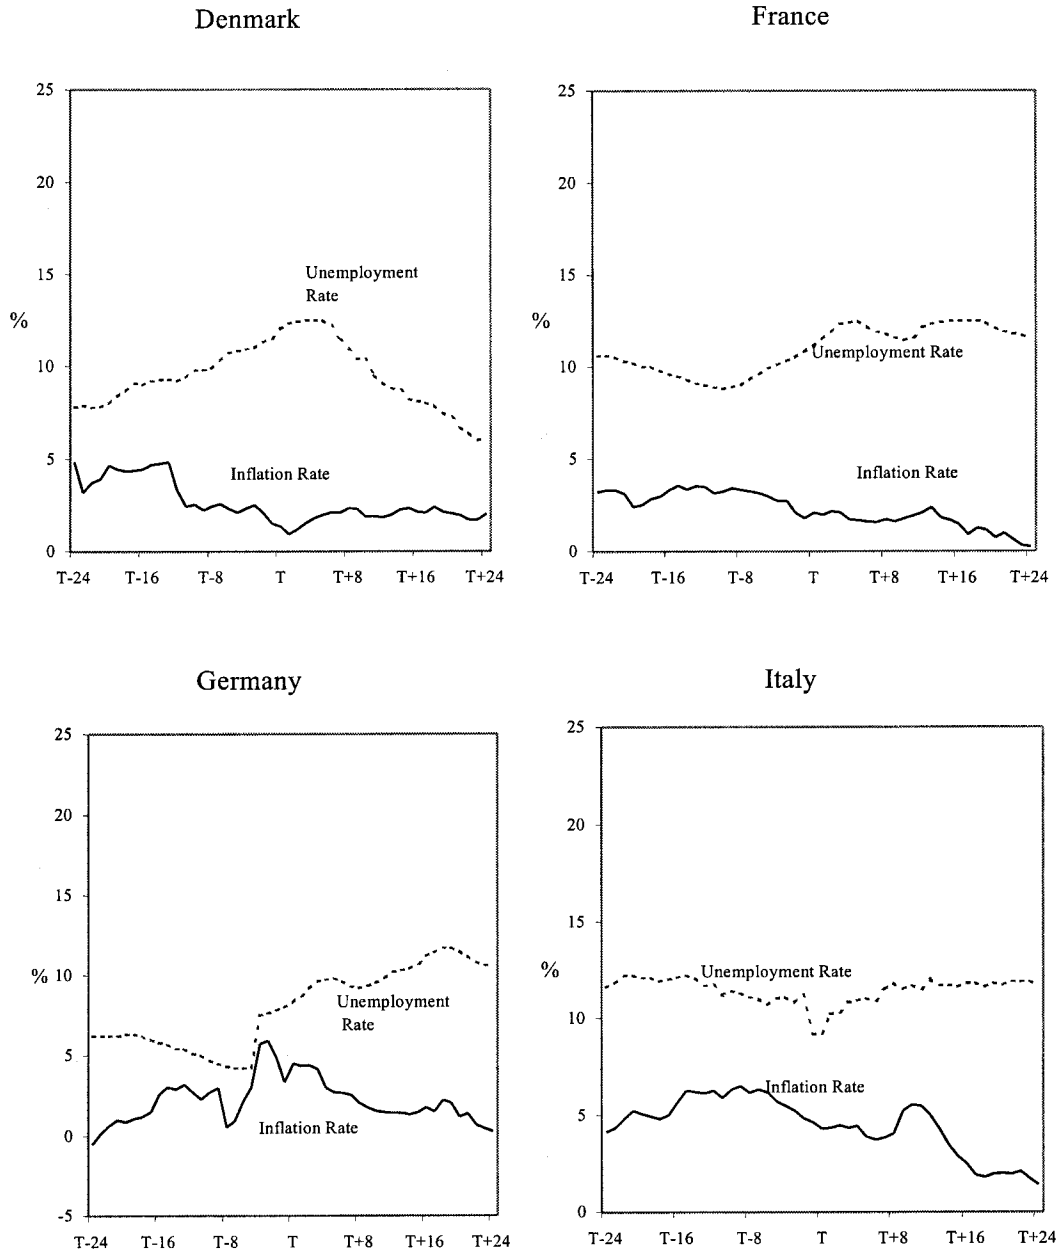 Denmark
25
20
15
10
5
0
%
Unemployment
Rate
Inflation Rate
T-24 T-16 T-8 T T+8 T+16 T+24
France
25
20
15
10
5
0
%
Unemployment Rate
Inflation Rate
T-24 T-16 T-8 T T+8 T+16 T+24
Germany
25
20
15
10
5
0
-5
%
Unemployment
Rate
Inflation Rate
T-24 T-16 T-8 T T+8 T+16 T+24
Italy
25
20
15
10
5
0
%
Unemployment Rate
Inflation Rate
T-24 T-16 T-8 T T+8 T+16 T+24